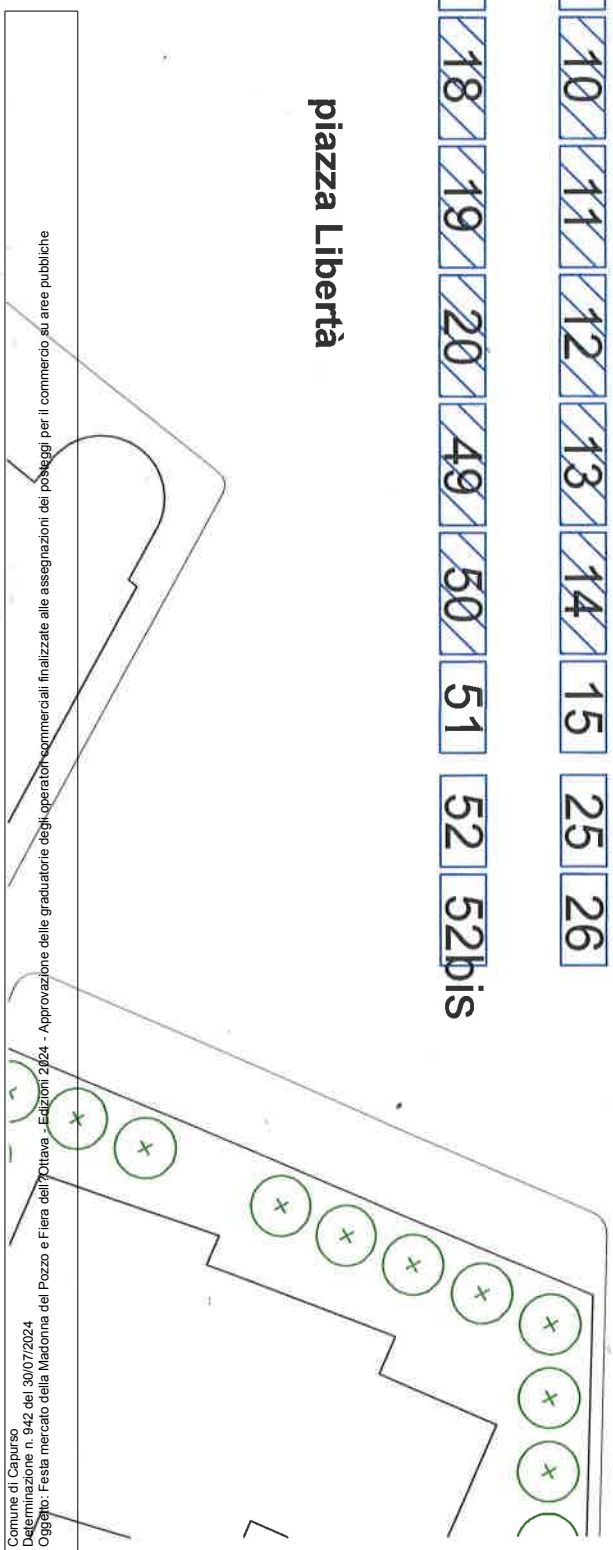 10 11 12 13 14 15 25 26
18 19 20 49 50 51 52 52bis
piazza Libertà
Comune di Capurso
Determinazione n. 942 del 30/07/2024
Oggetto: Festa mercato della Madonna del Pozzo e Fiera dell?Ottava - Edizioni 2024 - Approvazione delle graduatorie degli operatori commerciali finalizzate alle assegnazioni dei posteggi per il commercio su aree pubbliche